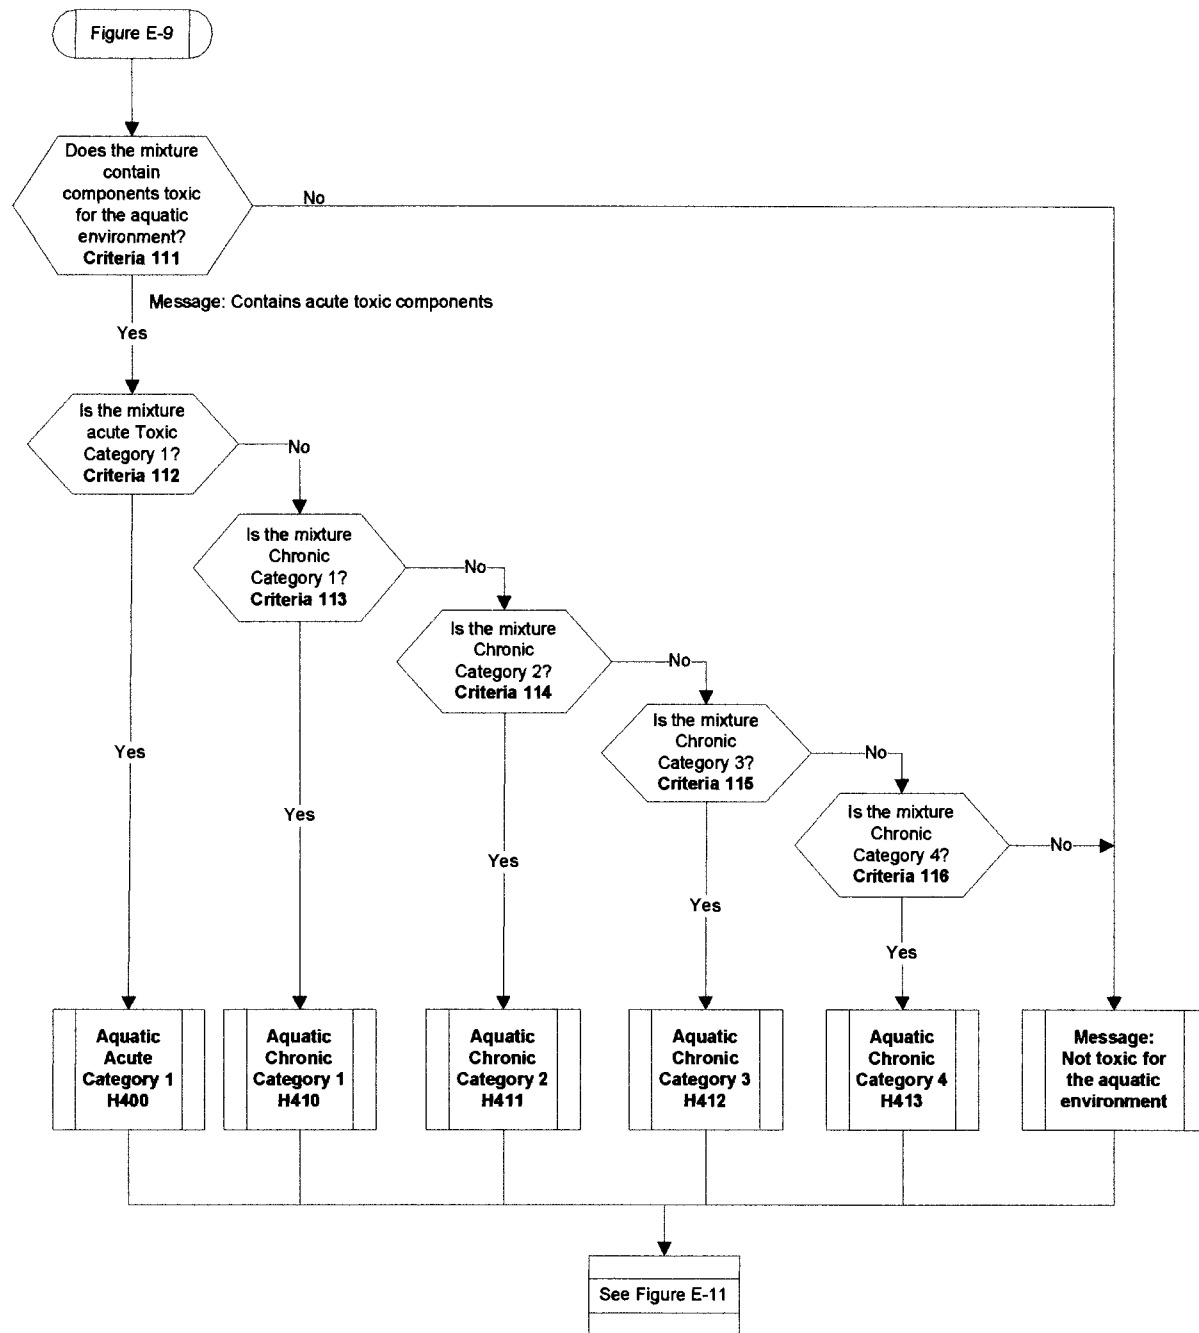 Figure E-9
Does the mixture
contain
components toxic
for the aquatic
environment?
Criteria 111
No
Message: Contains acute toxic components
Yes
Is the mixture
acute Toxic
Category 1?
Criteria 112
No
Is the mixture
Chronic
Category 1?
Criteria 113
No
Is the mixture
Chronic
Category 2?
Criteria 114
No
Is the mixture
Chronic
Category 3?
Criteria 115
No
Is the mixture
Chronic
Category 4?
Criteria 116
No
Yes
Yes
Yes
Yes
Yes
Aquatic
Acute
Category 1
H400
Aquatic
Chronic
Category 1
H410
Aquatic
Chronic
Category 2
H411
Aquatic
Chronic
Category 3
H412
Aquatic
Chronic
Category 4
H413
Message:
Not toxic for
the aquatic
environment
See Figure E-11